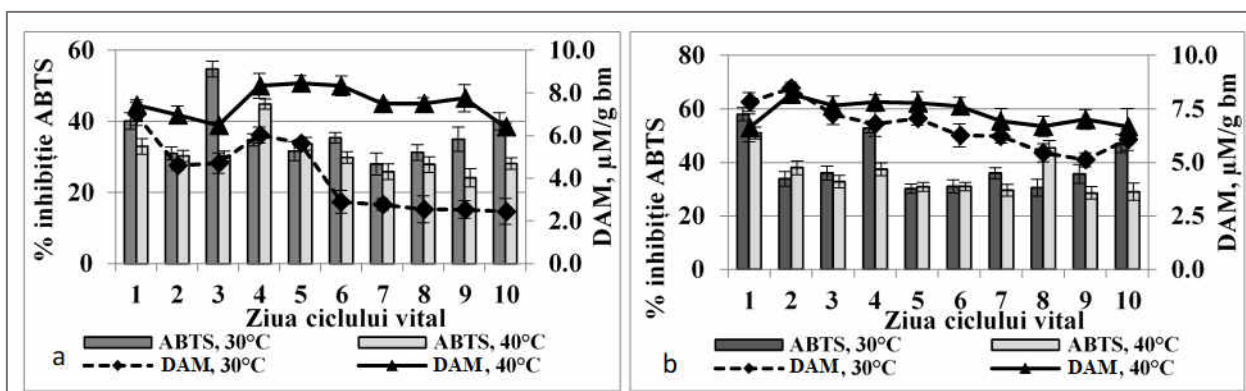 % inhibiție ABTS
60
40
20
0
10.0
8.0
6.0
4.0
2.0
0.0
DAM, µM/g bm
1 2 3 4 5 6 7 8 9 10
Ziua ciclului vital
ABTS, 30°C ABTS, 40°C
DAM, 30°C DAM, 40°C
a
% inhibiție ABTS
80
60
40
20
0
10.0
7.5
5.0
2.5
0.0
DAM, µM/g bm
1 2 3 4 5 6 7 8 9 10
Ziua ciclului vital
ABTS, 30°C ABTS, 40°C
DAM, 30°C DAM, 40°C
b